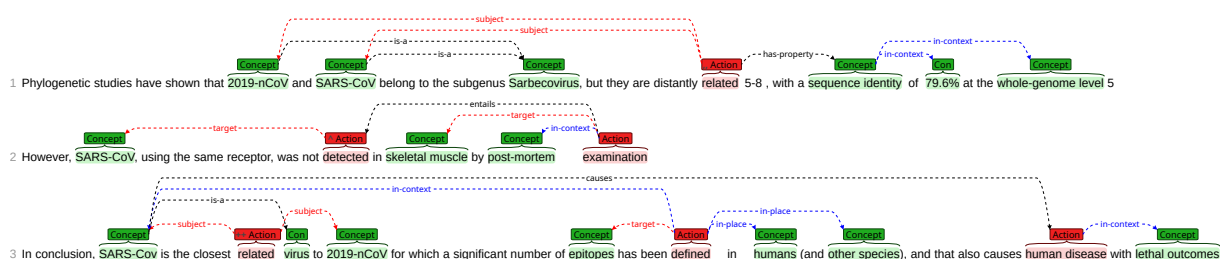 subject
subject
is-a
is-a
has-property
in-context
in-context
Concept Concept Concept Action Concept Con Concept
1 Phylogenetic studies have shown that 2019-nCoV and SARS-CoV belong to the subgenus Sarbecovirus, but they are distantly related 5-8 , with a sequence identity of 79.6% at the whole-genome level 5
entails
target
target in-context
Concept Action Concept Concept Action
2 However, SARS-CoV, using the same receptor, was not detected in skeletal muscle by post-mortem examination
causes
in-context
is-a
in-place
subject subject target in-place in-context
Concept Action Con Concept Concept Action Concept Concept Action Concept
3 In conclusion, SARS-Cov is the closest related virus to 2019-nCoV for which a significant number of epitopes has been defined in humans (and other species), and that also causes human disease with lethal outcomes